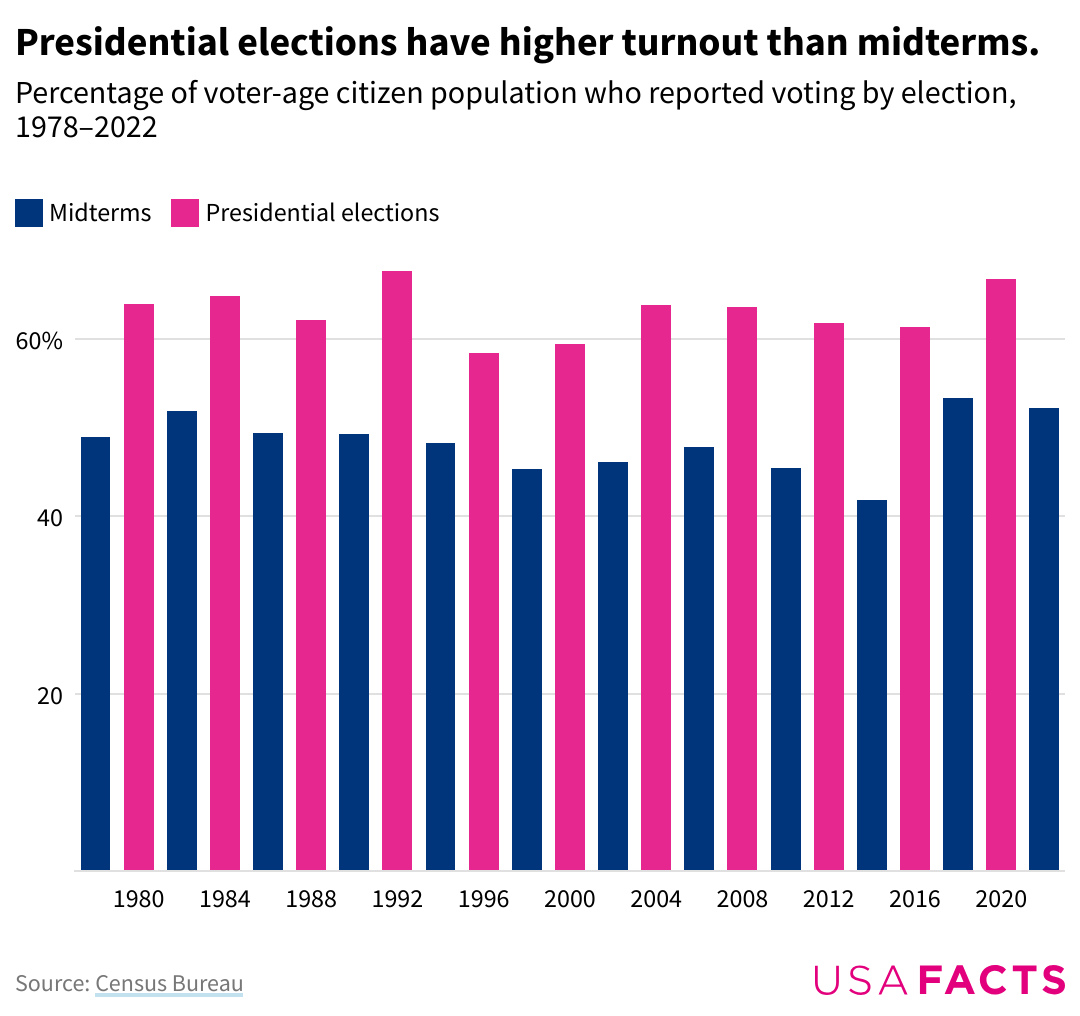 Presidential elections have higher turnout than midterms.
Percentage of voter-age citizen population who reported voting by election,
1978–2022
Midterms Presidential elections
60%
40
20
1980 1984 1988 1992 1996 2000 2004 2008 2012 2016 2020
Source: Census Bureau
USAFACTS